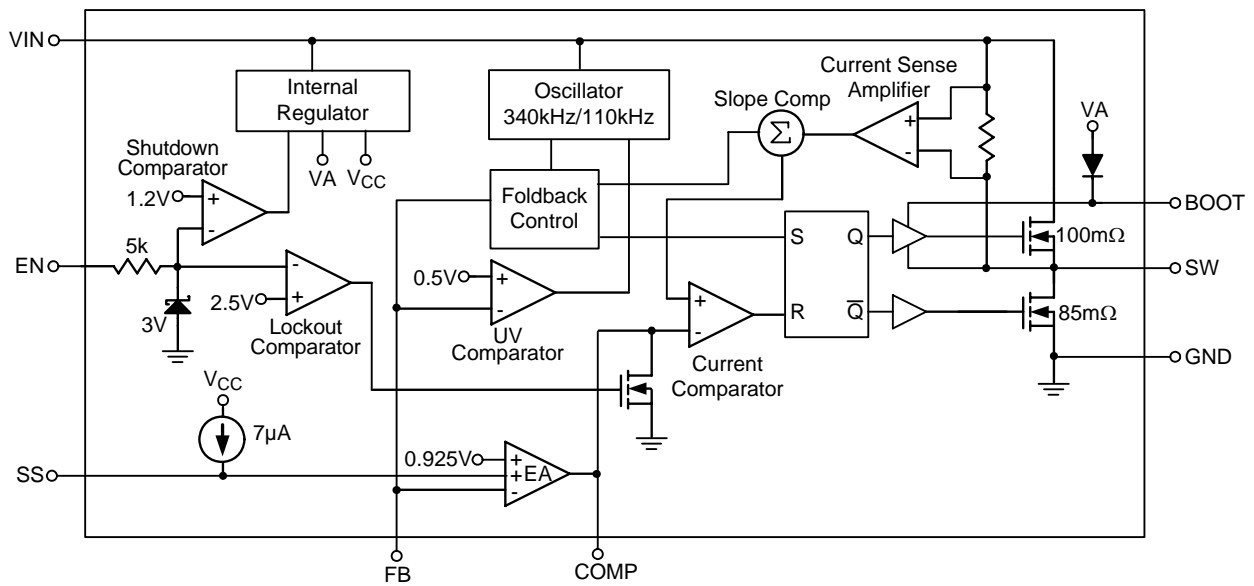 VIN
Internal
Regulator
Oscillator
340kHz/110kHz
Current Sense
Amplifier
Slope Comp
Σ
+
-
VA
Shutdown
Comparator
1.2V
+
-
VA
VCC
Foldback
Control
BOOT
5k
EN
S
Q
100mΩ
SW
-
+
2.5V
3V
Lockout
Comparator
0.5V
+
-
UV
Comparator
+
-
R
Q
85mΩ
Current
Comparator
GND
VCC
7µA
SS
0.925V
+
+EA
-
FB
COMP